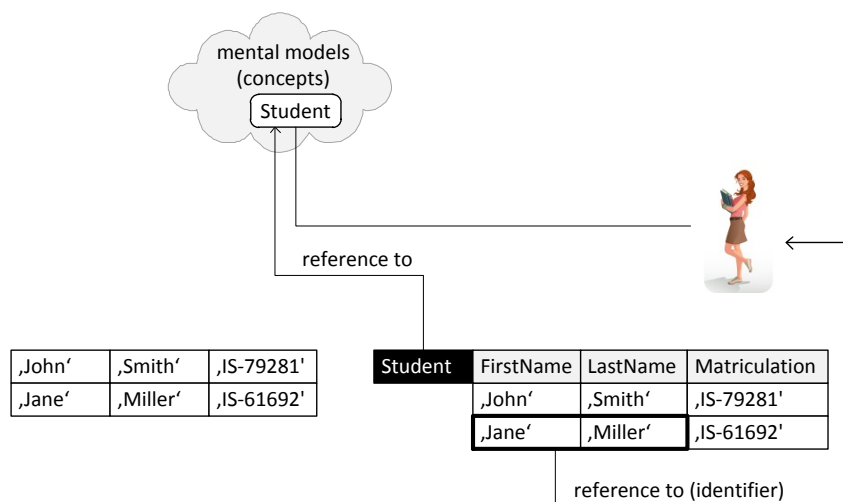 mental models
(concepts)
Student
reference to
‚John‘ ‚Smith‘ ‚IS-79281'
‚Jane‘ ‚Miller‘ ‚IS-61692'
Student FirstName LastName Matriculation
‚John‘ ‚Smith‘ ‚IS-79281'
‚Jane‘ ‚Miller‘ ‚IS-61692'
reference to (identifier)